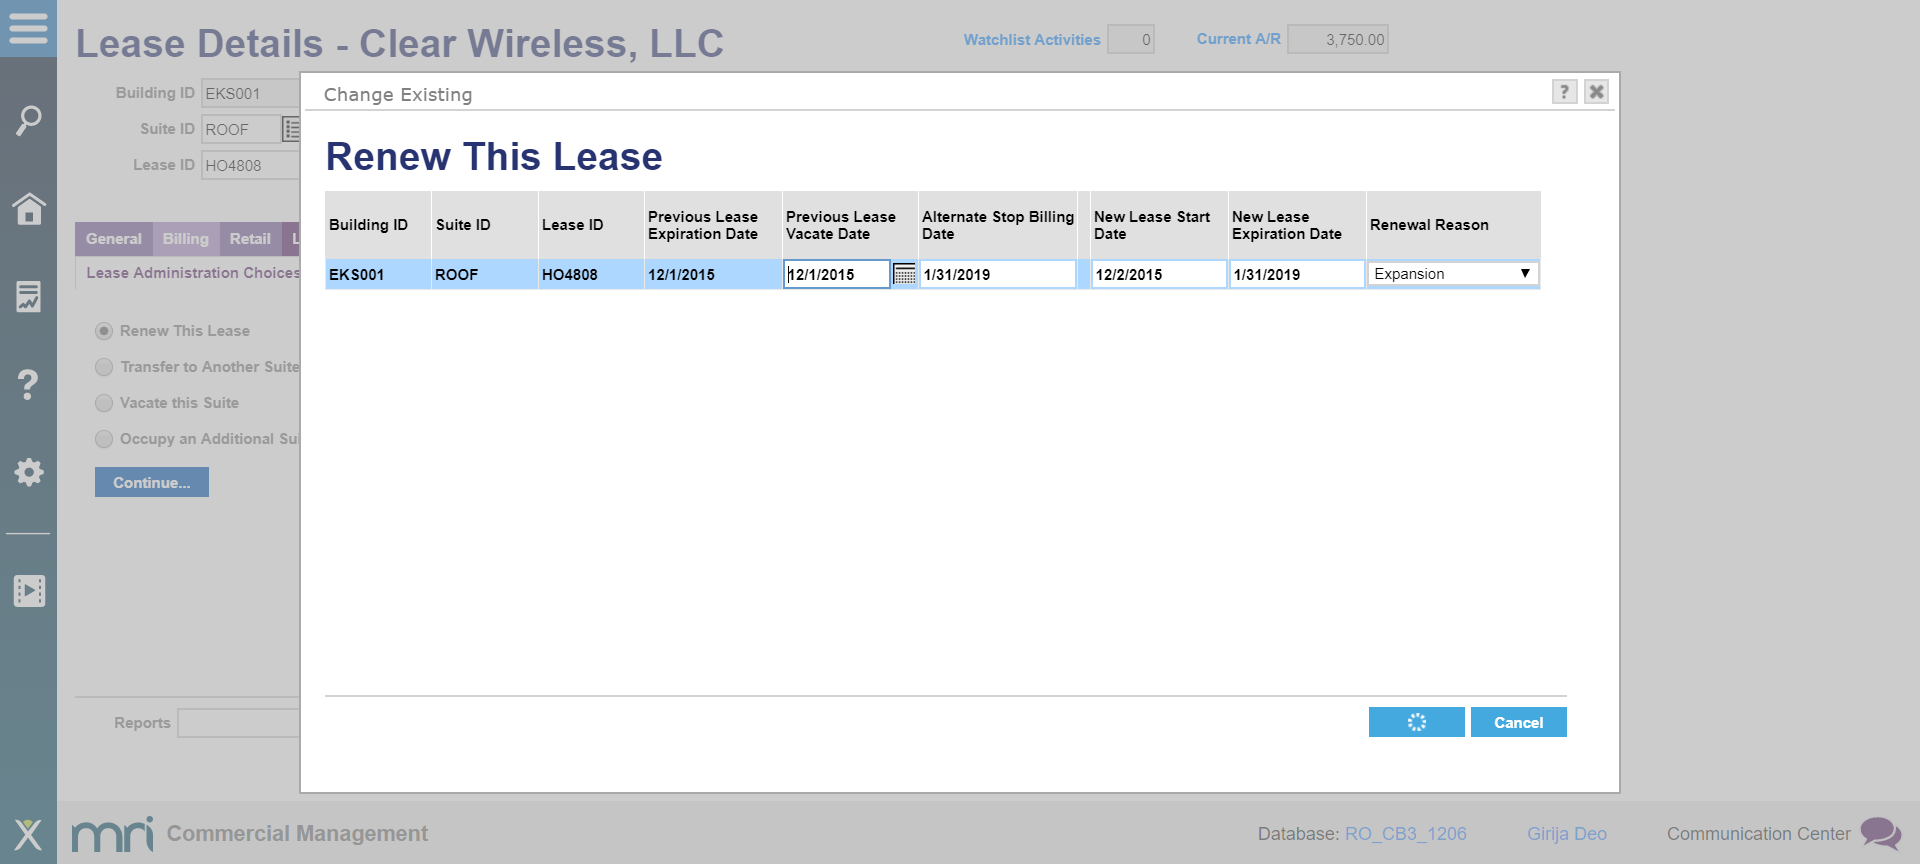 Lease Details - Clear Wireless, LLC
Watchlist Activities 0
Current A/R 3,750.00
Building ID EKS001
Suite ID ROOF
Lease ID HO4808
General Billing Retail L
Lease Administration Choices
Renew This Lease
Transfer to Another Suite
Vacate this Suite
Occupy an Additional Sui
Continue...
Reports
Change Existing
?
Renew This Lease
Building ID Suite ID Lease ID Previous Lease Expiration Date Previous Lease Vacate Date Alternate Stop Billing Date New Lease Start Date New Lease Expiration Date Renewal Reason
EKS001 ROOF HO4808 12/1/2015 12/1/2015 1/31/2019 12/2/2015 1/31/2019 Expansion
Cancel
mri Commercial Management
Database: RO_CB3_1206 Girija Deo Communication Center